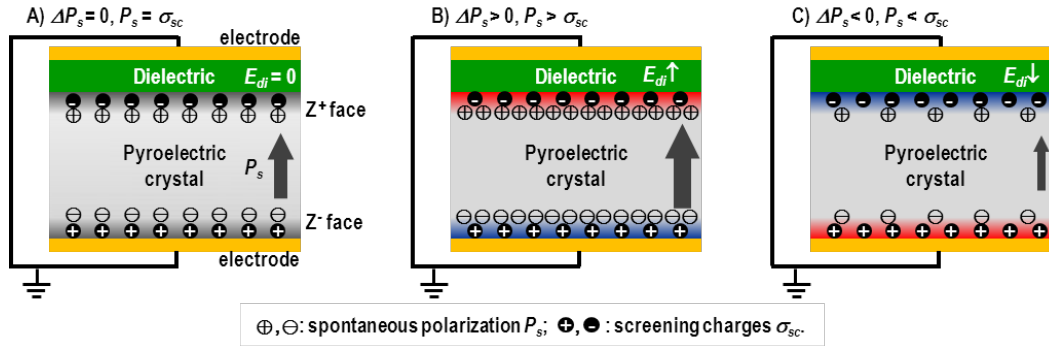 A) ΔPs = 0, Ps = σsc
electrode
Dielectric Edi = 0
Z+ face
Pyroelectric
crystal
Ps
Z- face
electrode
B) ΔPs > 0, Ps > σsc
Dielectric Edi↑
Pyroelectric
crystal
C) ΔPs < 0, Ps < σsc
Dielectric Edi↓
Pyroelectric
crystal
⊕,⊖: spontaneous polarization Ps; +,-: screening charges σsc.